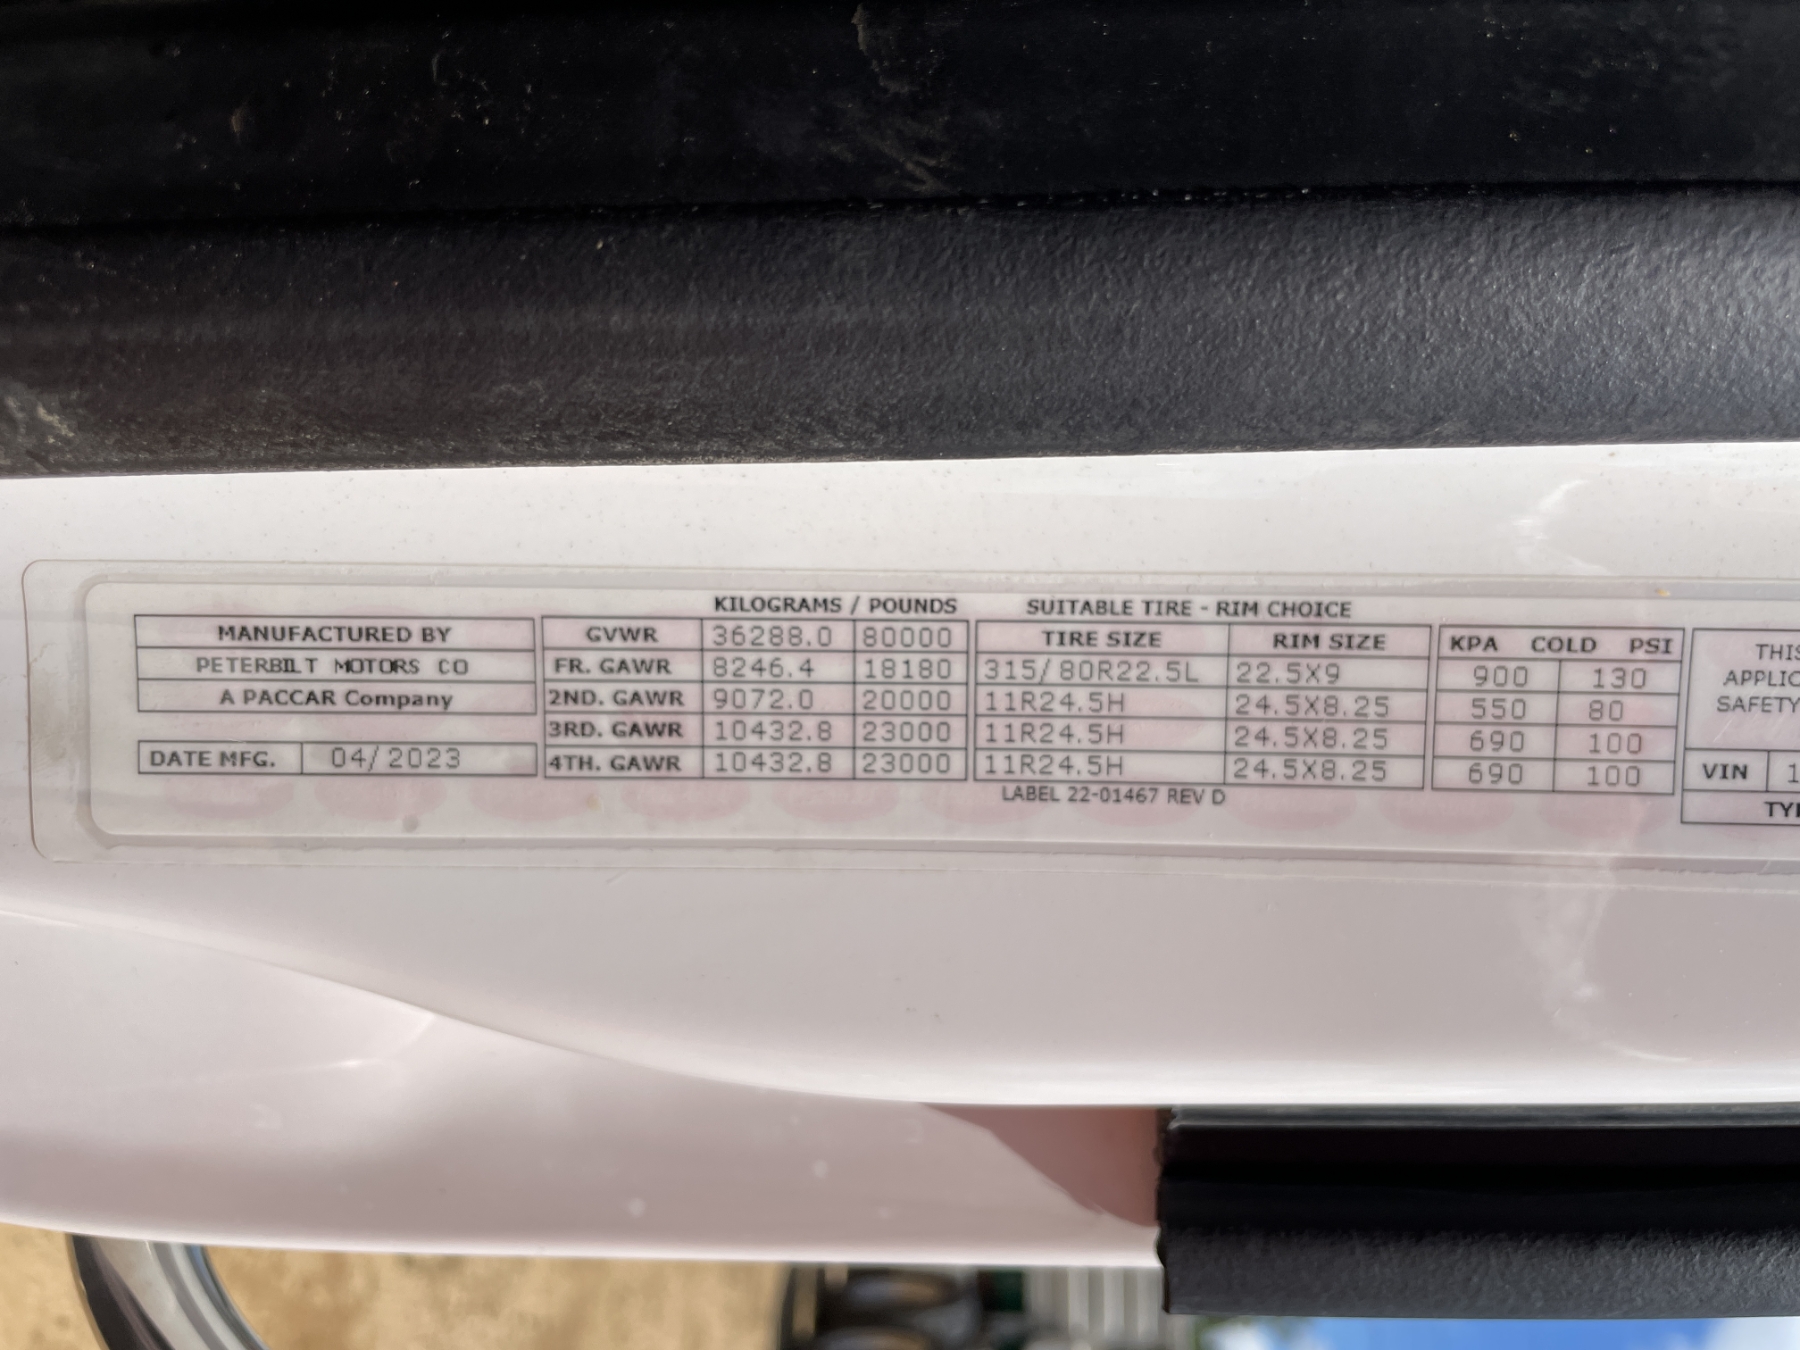 KILOGRAMS / POUNDS SUITABLE TIRE - RIM CHOICE
MANUFACTURED BY GVWR 36288.0 80000 TIRE SIZE RIM SIZE KPA COLD PSI
PETERBILT MOTORS CO FR. GAWR 8246.4 18180 315/80R22.5L 22.5X9 900 130
A PACCAR Company 2ND. GAWR 9072.0 20000 11R24.5H 24.5X8.25 550 80
3RD. GAWR 10432.8 23000 11R24.5H 24.5X8.25 690 100
DATE MFG. 04/2023 4TH. GAWR 10432.8 23000 11R24.5H 24.5X8.25 690 100
LABEL 22-01467 REV D
THIS
SAFETY
VIN 1